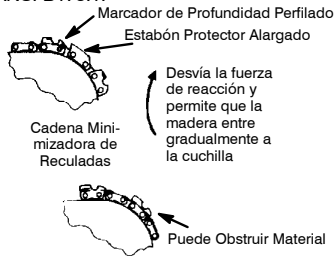 Marcador de Profundidad Perfilado
Estabón Protector Alargado
Desvía la fuerza
de reacción y
permite que la
madera entre
gradualmente a
la cuchilla
Cadena Mini-
mizadora de
Reculadas
Puede Obstruir Material